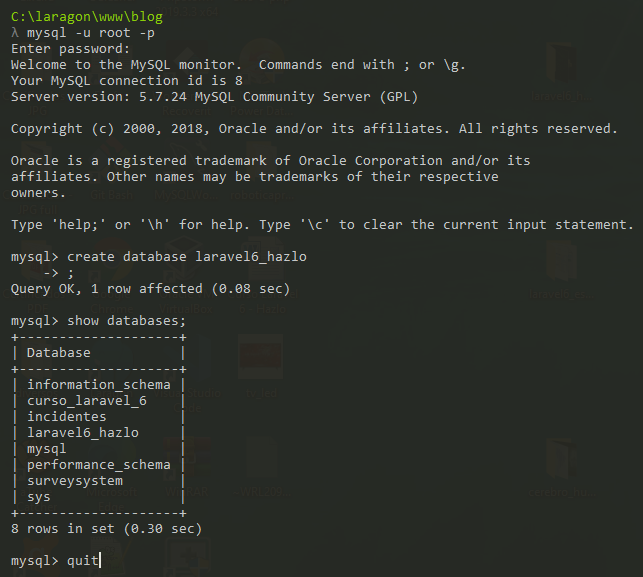 C:\laragon\www\blog
λ mysql -u root -p
Enter password:
Welcome to the MySQL monitor.  Commands end with ; or \g.
Your MySQL connection id is 8
Server version: 5.7.24 MySQL Community Server (GPL)
Copyright (c) 2000, 2018, Oracle and/or its affiliates. All rights reserved.
Oracle is a registered trademark of Oracle Corporation and/or its
affiliates. Other names may be trademarks of their respective
owners.
Type 'help;' or '\h' for help. Type '\c' to clear the current input statement.
mysql> create database laravel6_hazlo
    -> ;
Query OK, 1 row affected (0.08 sec)
mysql> show databases;
+--------------------+
| Database           |
+--------------------+
| information_schema |
| curso_laravel_6    |
| incidentes         |
| laravel6_hazlo     |
| mysql              |
| performance_schema |
| surveysystem       |
| sys                |
+--------------------+
8 rows in set (0.30 sec)
mysql> quit